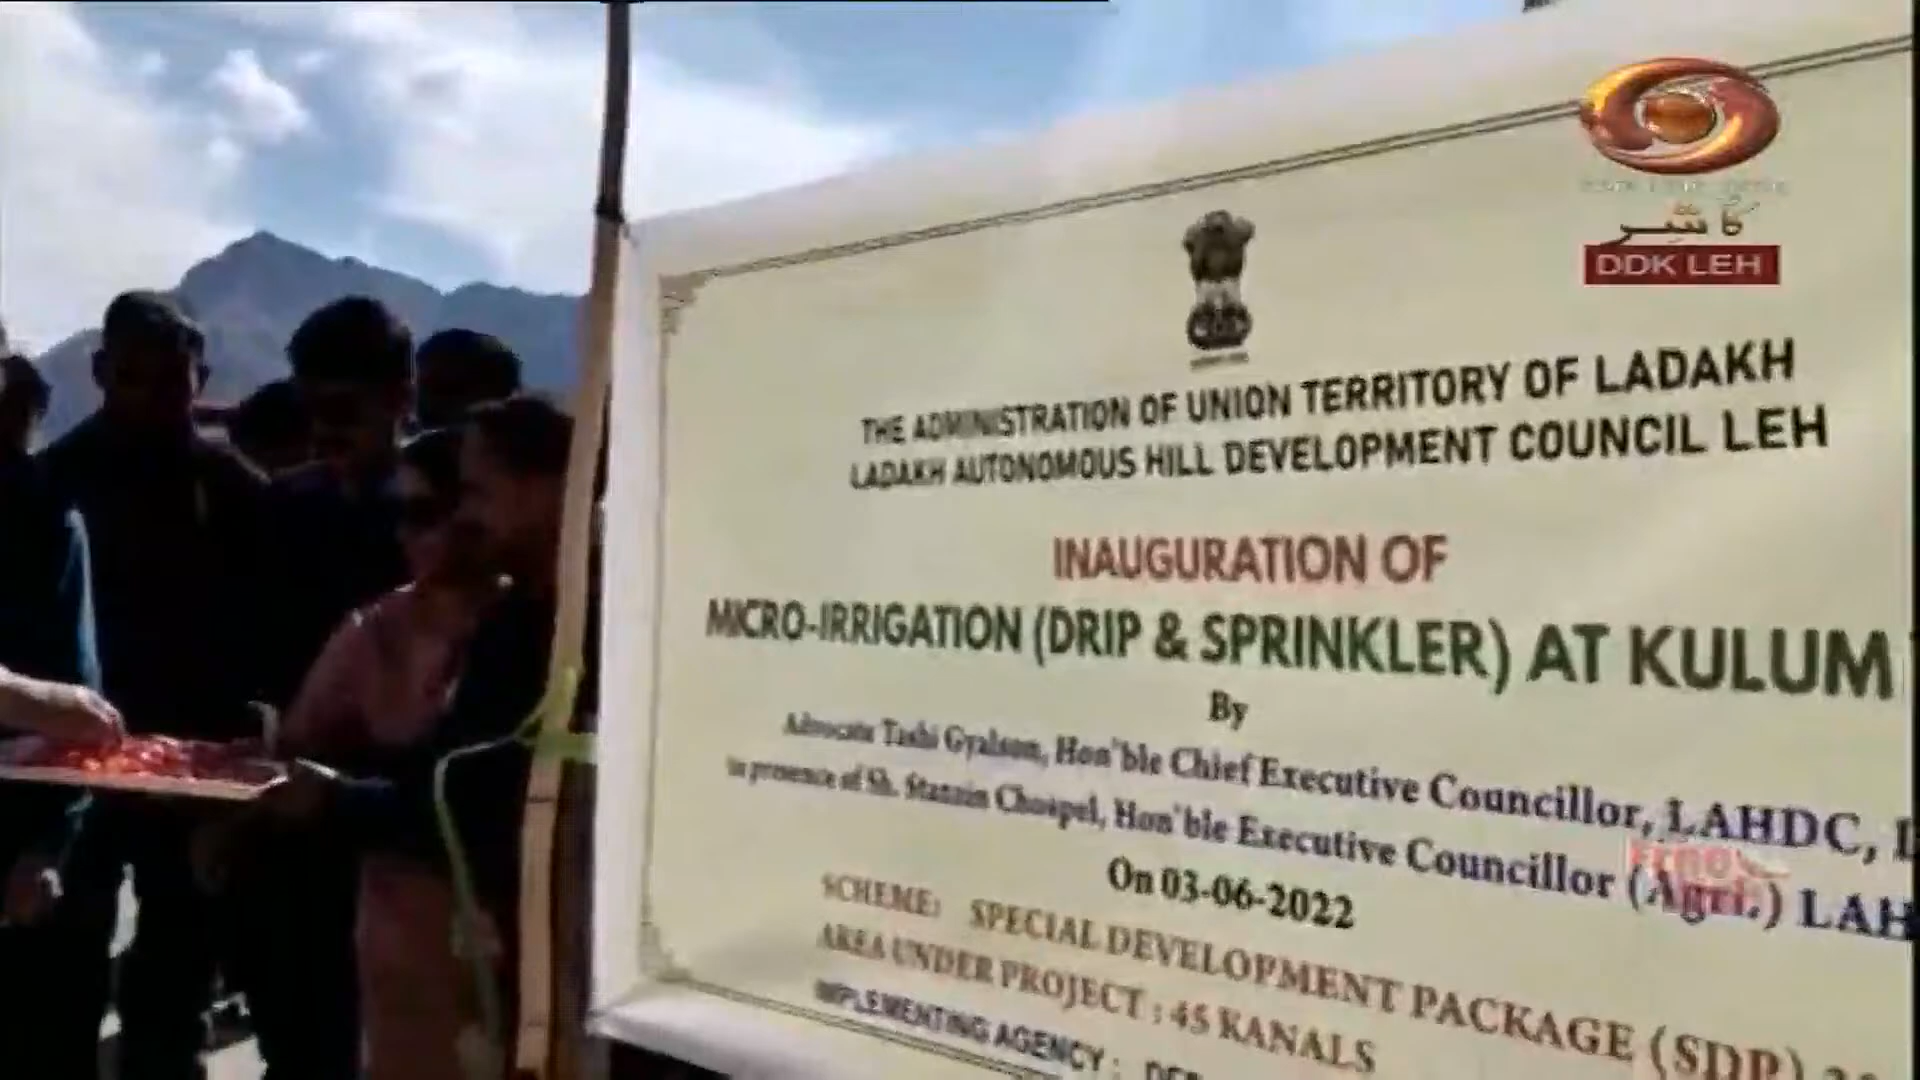 كٲشِر
DDK LEH
THE ADMINISTRATION OF UNION TERRITORY OF LADAKH
LADAKH AUTONOMOUS HILL DEVELOPMENT COUNCIL LEH
INAUGURATION OF
MICRO-IRRIGATION (DRIP & SPRINKLER) AT KULUM
By
Advocate Tashi Gyalson, Hon'ble Chief Executive Councillor, LAHDC,
in presence of Sh. Stanzin Chospel, Hon'ble Executive Councillor (Agri.) LAH
On 03-06-2022
SCHEME: SPECIAL DEVELOPMENT PACKAGE (SDP)
AREA UNDER PROJECT : 45 KANALS
IMPLEMENTING AGENCY :